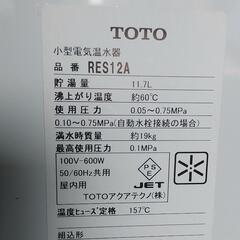 TOTO
小型電気温水器
品番 RES12A
貯湯量 11.7L
沸上がり温度 約60℃
使用圧力 0.05～0.75MPa
0.10～0.75MPa(自動水栓接続の場合)
満水時質量 約19kg
最高使用圧力 0.1MPa
100V-600W
50/60Hz共用
屋内用
PSE
JET
TOTOアクアテクノ(株)
温度ヒューズ定格 157℃
組込形